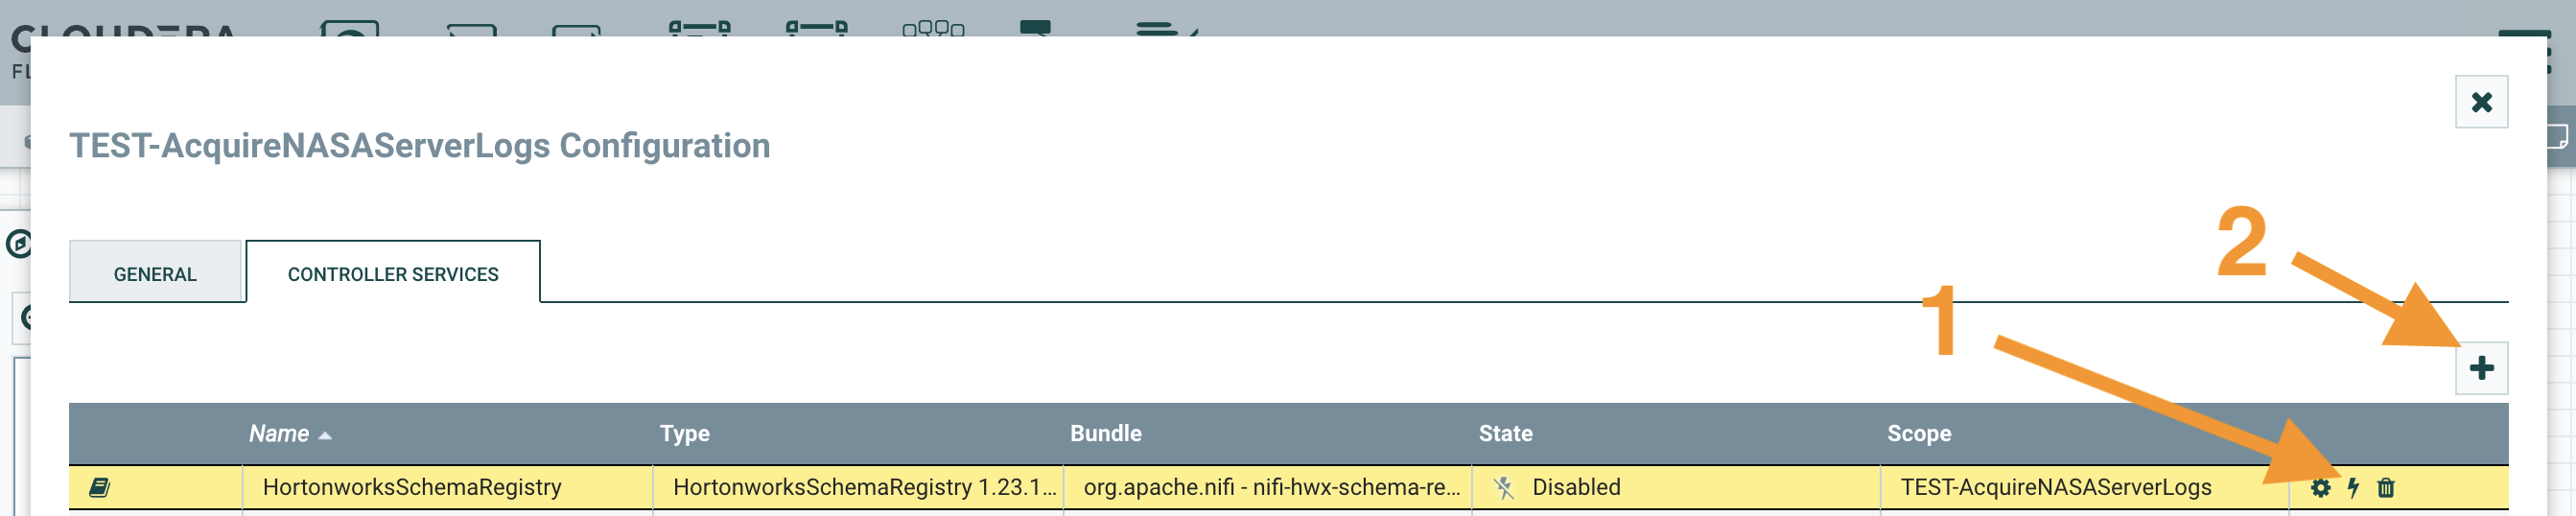 TEST-AcquireNASAServerLogs Configuration
GENERAL
CONTROLLER SERVICES
2
1
Name
Type
Bundle
State
Scope
HortonworksSchemaRegistry
HortonworksSchemaRegistry 1.23.1...
org.apache.nifi - nifi-hwx-schema-re...
Disabled
TEST-AcquireNASAServerLogs